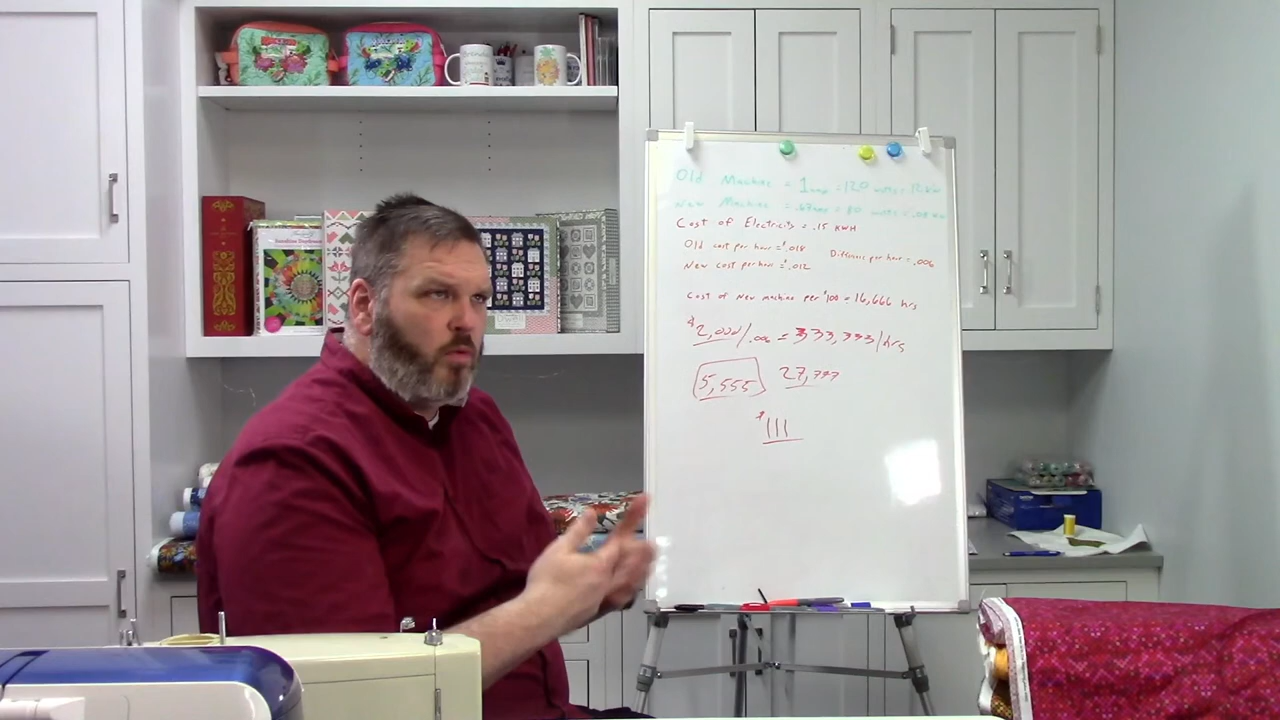 Old Machine = 1 amp = 120 watts = .12 kw
New Machine = .67 amp = 80 watts = .08 kw
Cost of Electricity = .15 KWH
Old cost per hour = $.018
Difference per hour = .006
New cost per hour = $.012
Cost of New machine per $100 = 16,666 hrs
$2,000/.006 = 333,333/hrs
5,555
27,777
$111